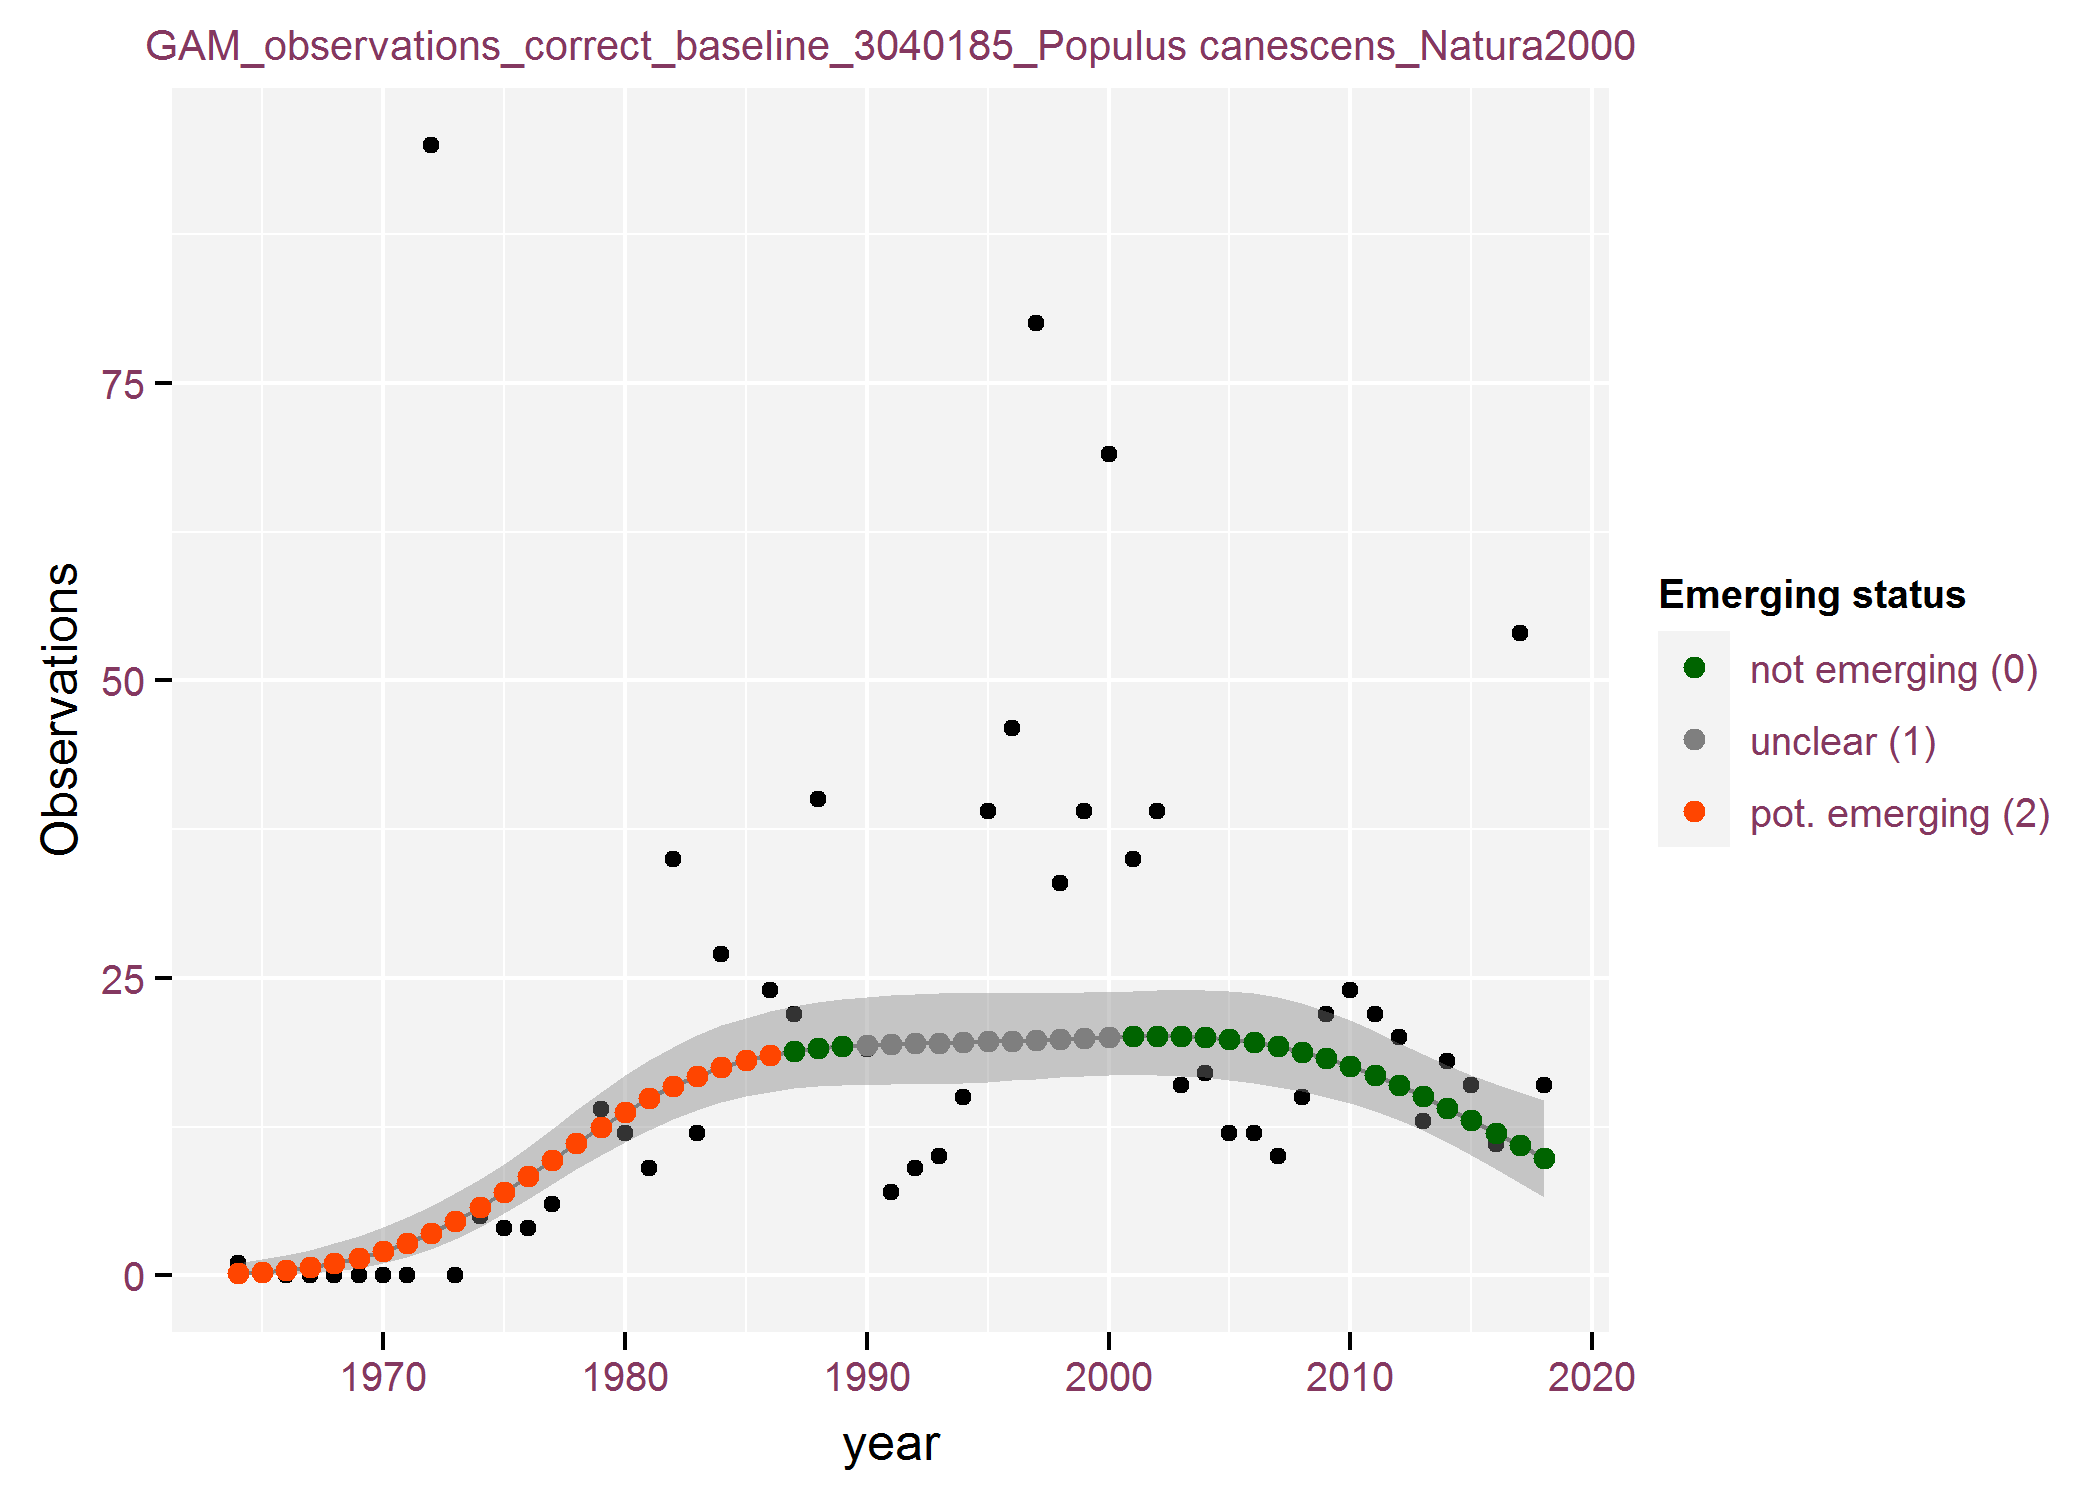 GAM_observations_correct_baseline_3040185_Populus canescens_Natura2000
Observations
75
50
25
0
1970
1980
1990
2000
2010
2020
year
Emerging status
not emerging (0)
unclear (1)
pot. emerging (2)